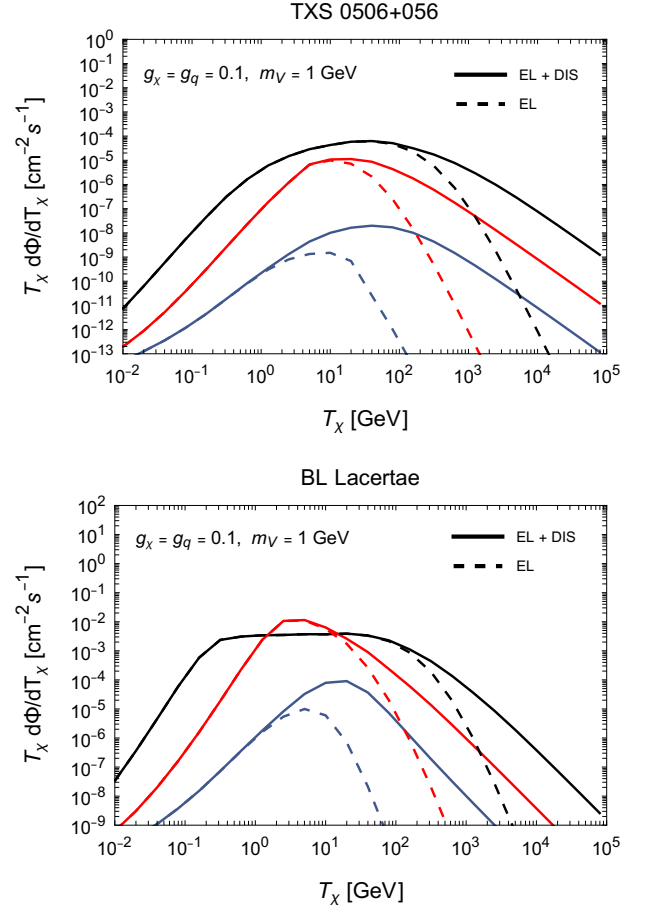 TXS 0506+056
10^0
10^-1
10^-2
10^-3
10^-4
10^-5
10^-6
10^-7
10^-8
10^-9
10^-10
10^-11
10^-12
10^-13
T_χ dΦ/dT_χ [cm^-2 s^-1]
g_χ = g_q = 0.1, m_V = 1 GeV
EL + DIS
EL
10^-2 10^-1 10^0 10^1 10^2 10^3 10^4 10^5
T_χ [GeV]
BL Lacertae
10^2
10^1
10^0
10^-1
10^-2
10^-3
10^-4
10^-5
10^-6
10^-7
10^-8
10^-9
T_χ dΦ/dT_χ [cm^-2 s^-1]
g_χ = g_q = 0.1, m_V = 1 GeV
EL + DIS
EL
10^-2 10^-1 10^0 10^1 10^2 10^3 10^4 10^5
T_χ [GeV]